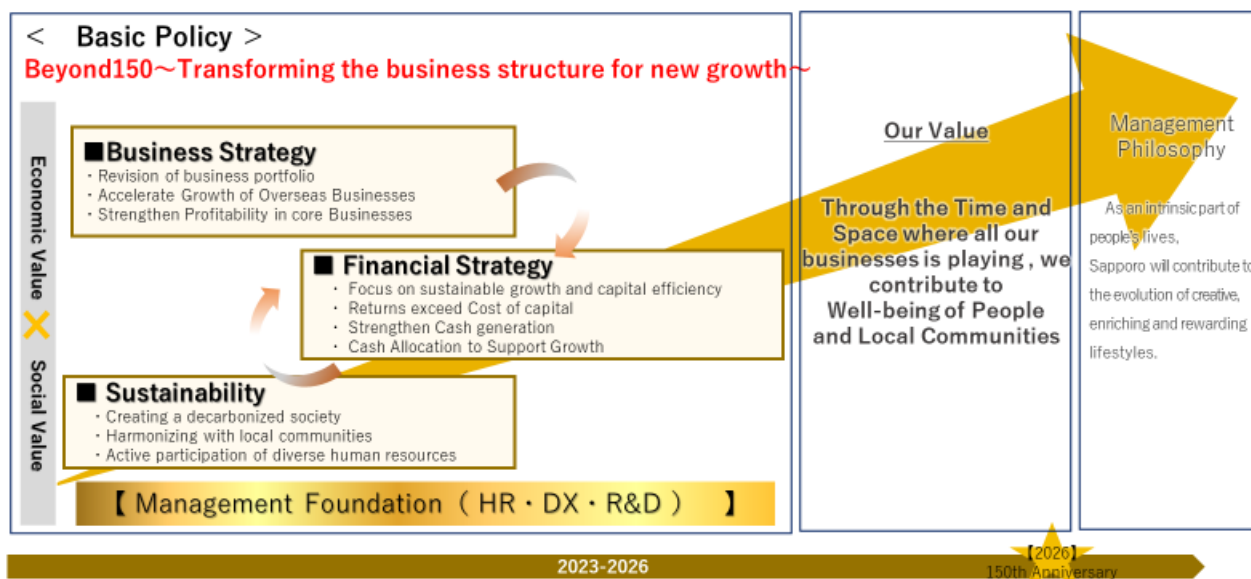 < Basic Policy >
Beyond150～Transforming the business structure for new growth～
Economic Value
×
Social Value
■Business Strategy
・Revision of business portfolio
・Accelerate Growth of Overseas Businesses
・Strengthen Profitability in core Businesses
■ Financial Strategy
・Focus on sustainable growth and capital efficiency
・Returns exceed Cost of capital
・Strengthen Cash generation
・Cash Allocation to Support Growth
■ Sustainability
・Creating a decarbonized society
・Harmonizing with local communities
・Active participation of diverse human resources
【 Management Foundation ( HR・DX・R&D ) 】
Our Value
Through the Time and
Space where all our
businesses is playing , we
contribute to
Well-being of People
and Local Communities
Management
Philosophy
As an intrinsic part of
people's lives,
Sapporo will contribute to
the evolution of creative,
enriching and rewarding
lifestyles.
2023-2026
【2026】
150th Anniversary